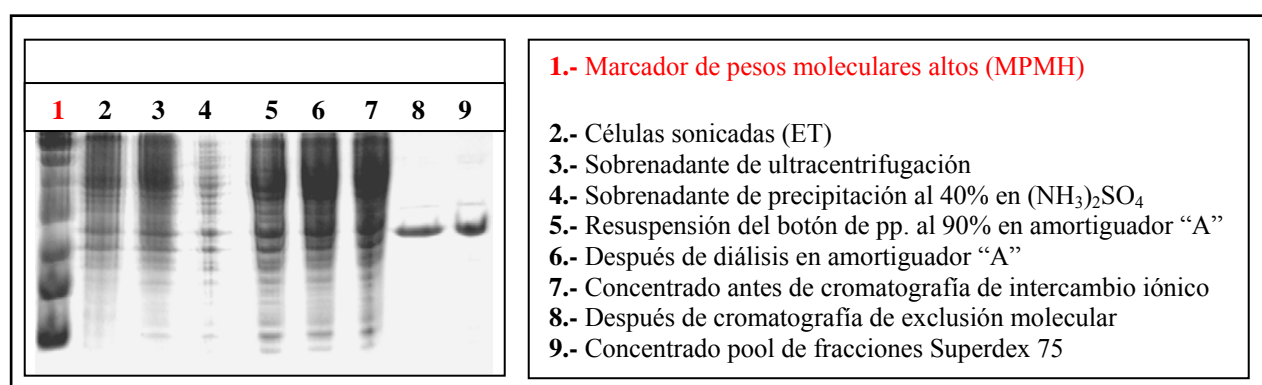 1 2 3 4 5 6 7 8 9
1.- Marcador de pesos moleculares altos (MPMH)
2.- Células sonicadas (ET)
3.- Sobrenadante de ultracentrifugación
4.- Sobrenadante de precipitación al 40% en (NH₃)₂SO₄
5.- Resuspensión del botón de pp. al 90% en amortiguador “A”
6.- Después de diálisis en amortiguador “A”
7.- Concentrado antes de cromatografía de intercambio iónico
8.- Después de cromatografía de exclusión molecular
9.- Concentrado pool de fracciones Superdex 75